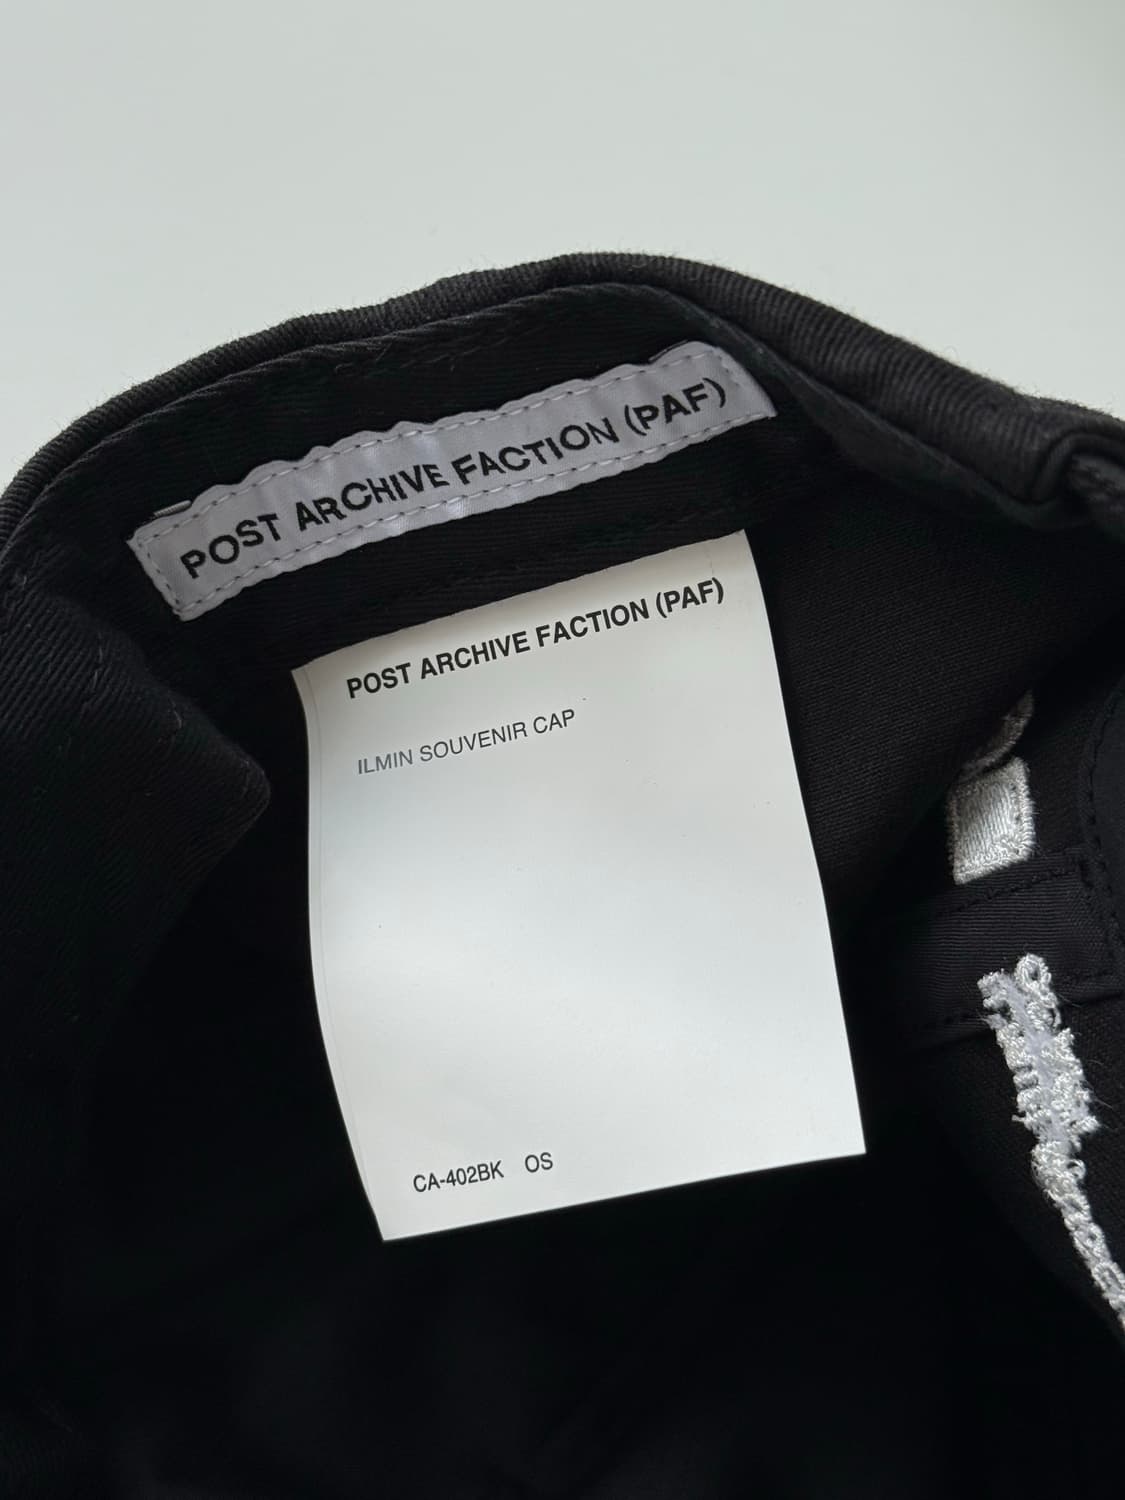 POST ARCHIVE FACTION (PAF)
POST ARCHIVE FACTION (PAF)
ILMIN SOUVENIR CAP
CA-402BK OS